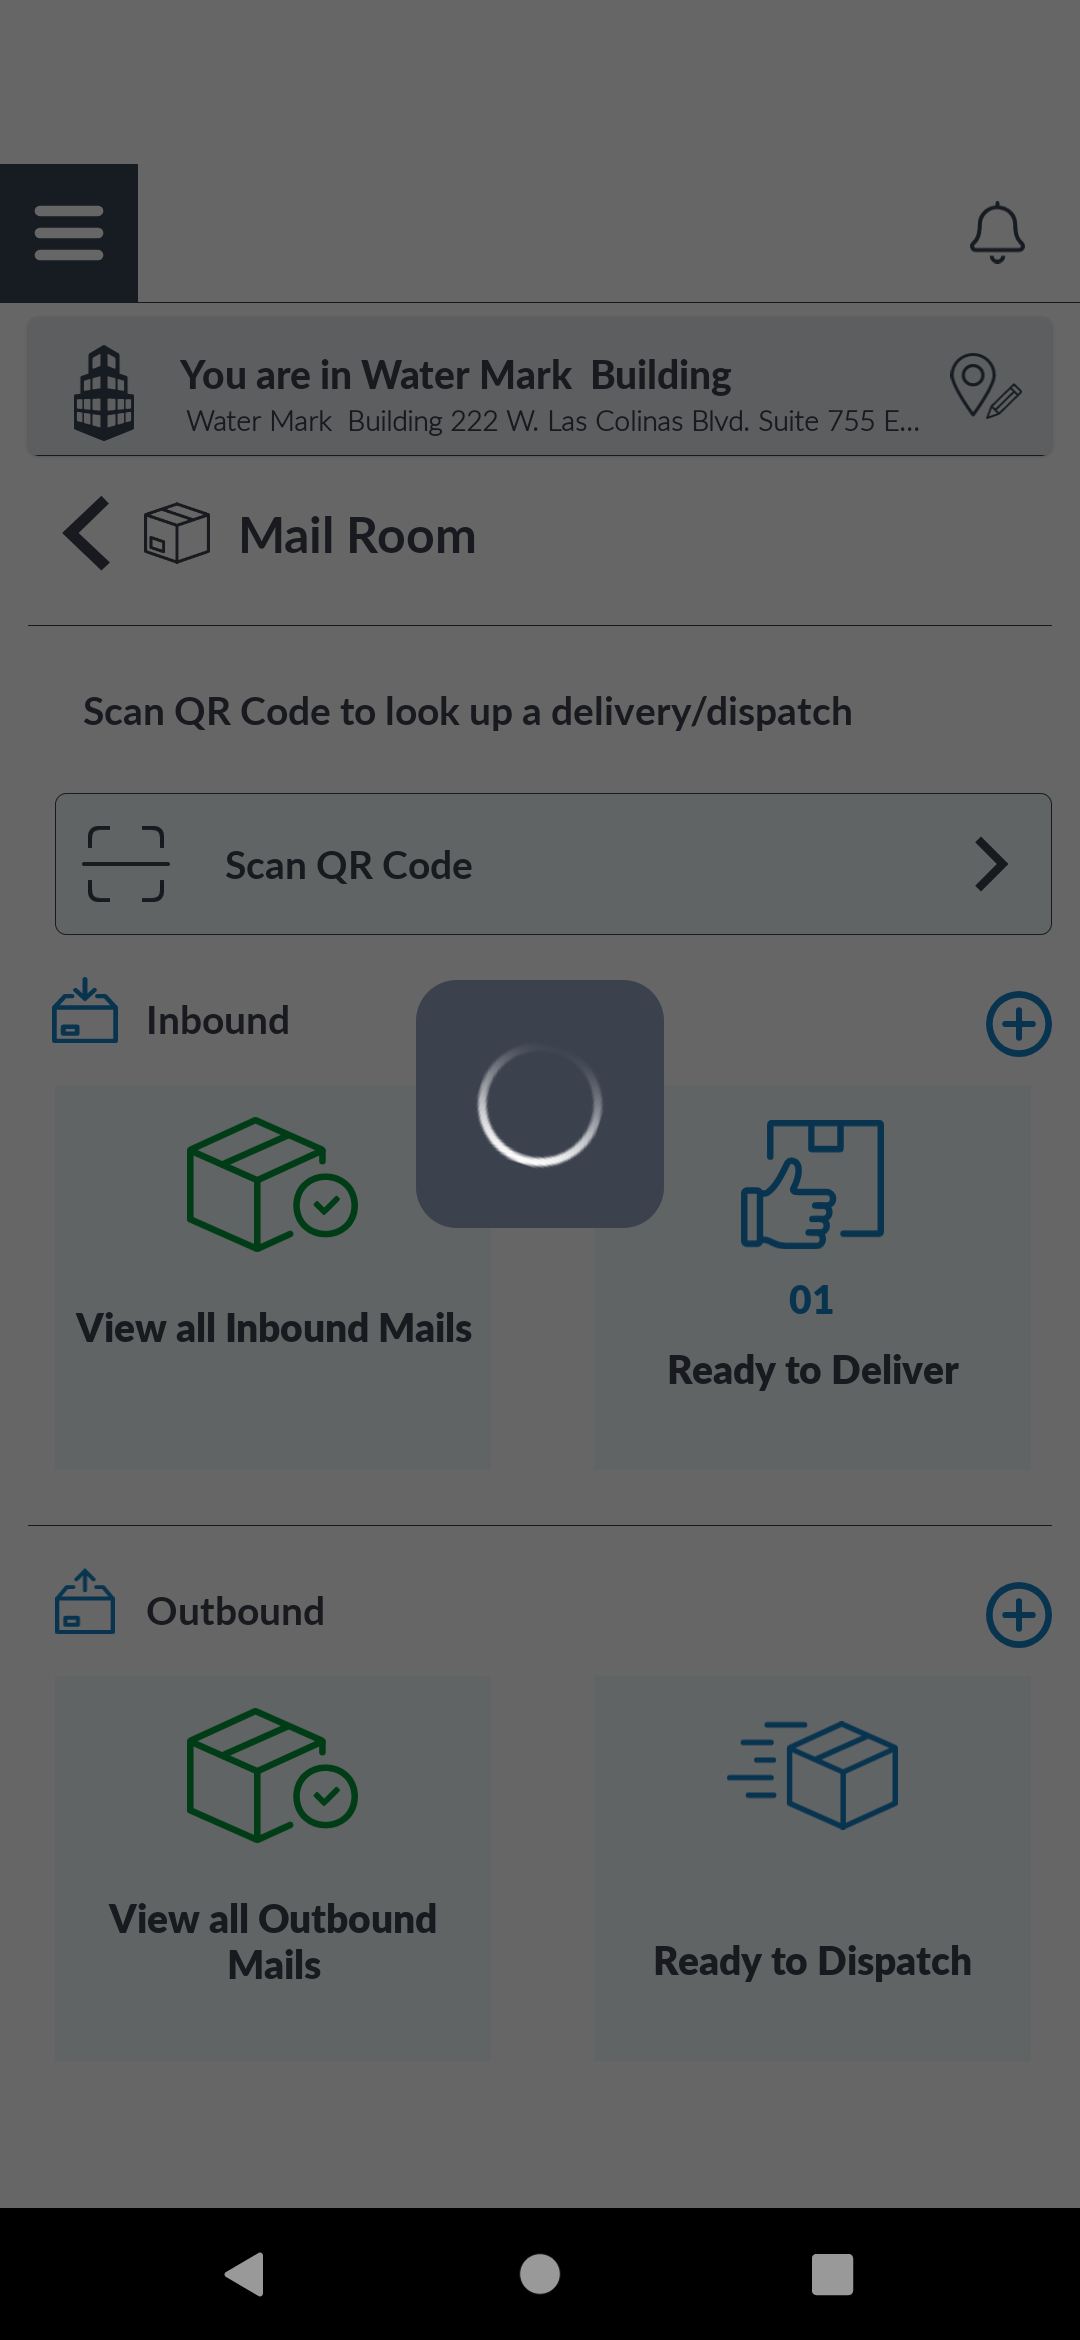 You are in Water Mark  Building
Water Mark  Building 222 W. Las Colinas Blvd. Suite 755 E...
Mail Room
Scan QR Code to look up a delivery/dispatch
Scan QR Code
Inbound
View all Inbound Mails
01
Ready to Deliver
Outbound
View all Outbound
Mails
Ready to Dispatch